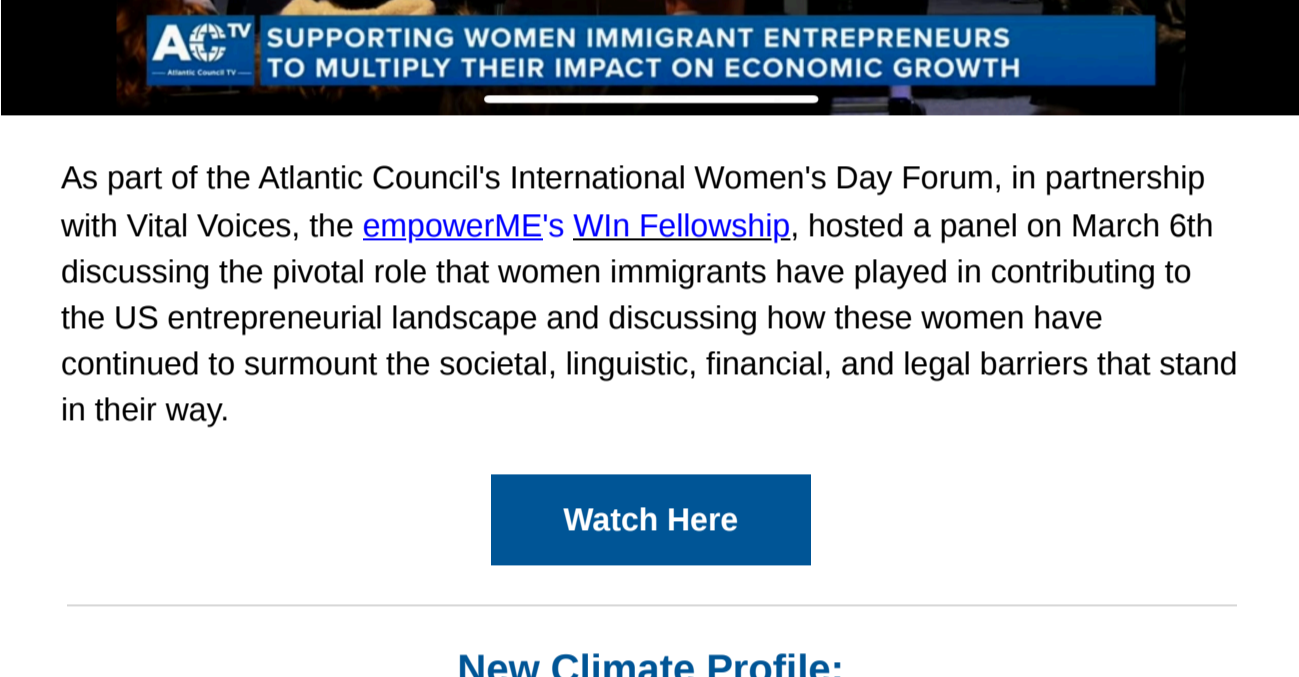 ACTV
Atlantic Council TV
SUPPORTING WOMEN IMMIGRANT ENTREPRENEURS
TO MULTIPLY THEIR IMPACT ON ECONOMIC GROWTH
As part of the Atlantic Council's International Women's Day Forum, in partnership
with Vital Voices, the empowerME's WIn Fellowship, hosted a panel on March 6th
discussing the pivotal role that women immigrants have played in contributing to
the US entrepreneurial landscape and discussing how these women have
continued to surmount the societal, linguistic, financial, and legal barriers that stand
in their way.
Watch Here
New Climate Profile: